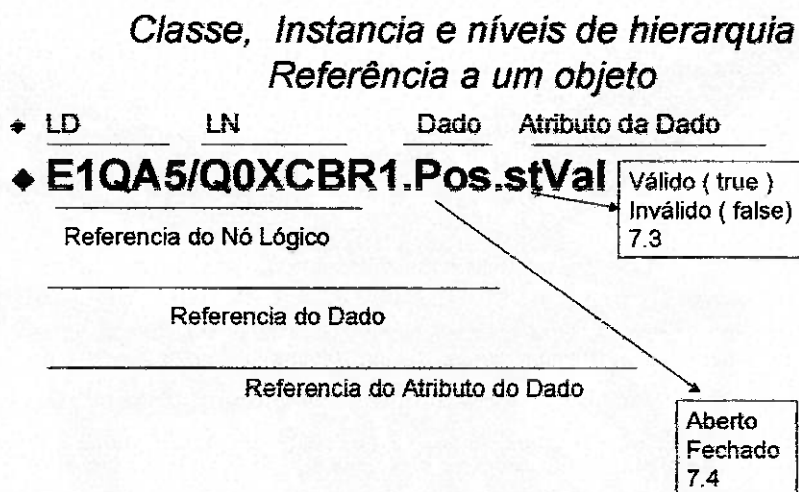 Classe, Instancia e níveis de hierarquia
Referência a um objeto
LD LN Dado Atributo da Dado
E1QA5/Q0XCBR1.Pos.stVal
Válido ( true )
Inválido ( false)
7.3
Referencia do Nó Lógico
Referencia do Dado
Referencia do Atributo do Dado
Aberto
Fechado
7.4